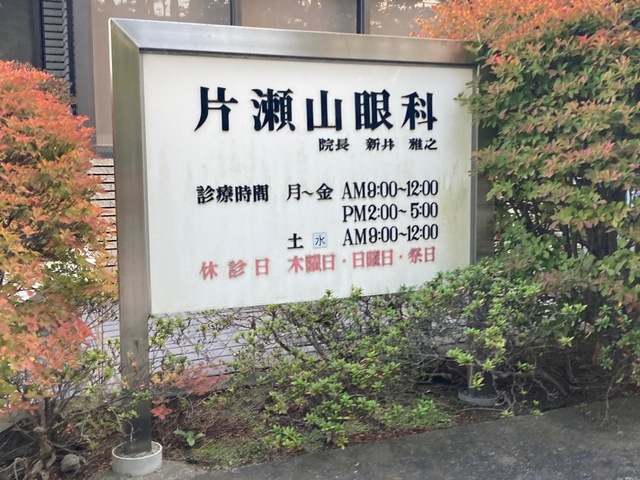 片瀬山眼科
院長 新井 雅之
診療時間 月~金 AM9:00~12:00
PM2:00~5:00
土 水 AM9:00~12:00
休診日 木曜日・日曜日・祭日